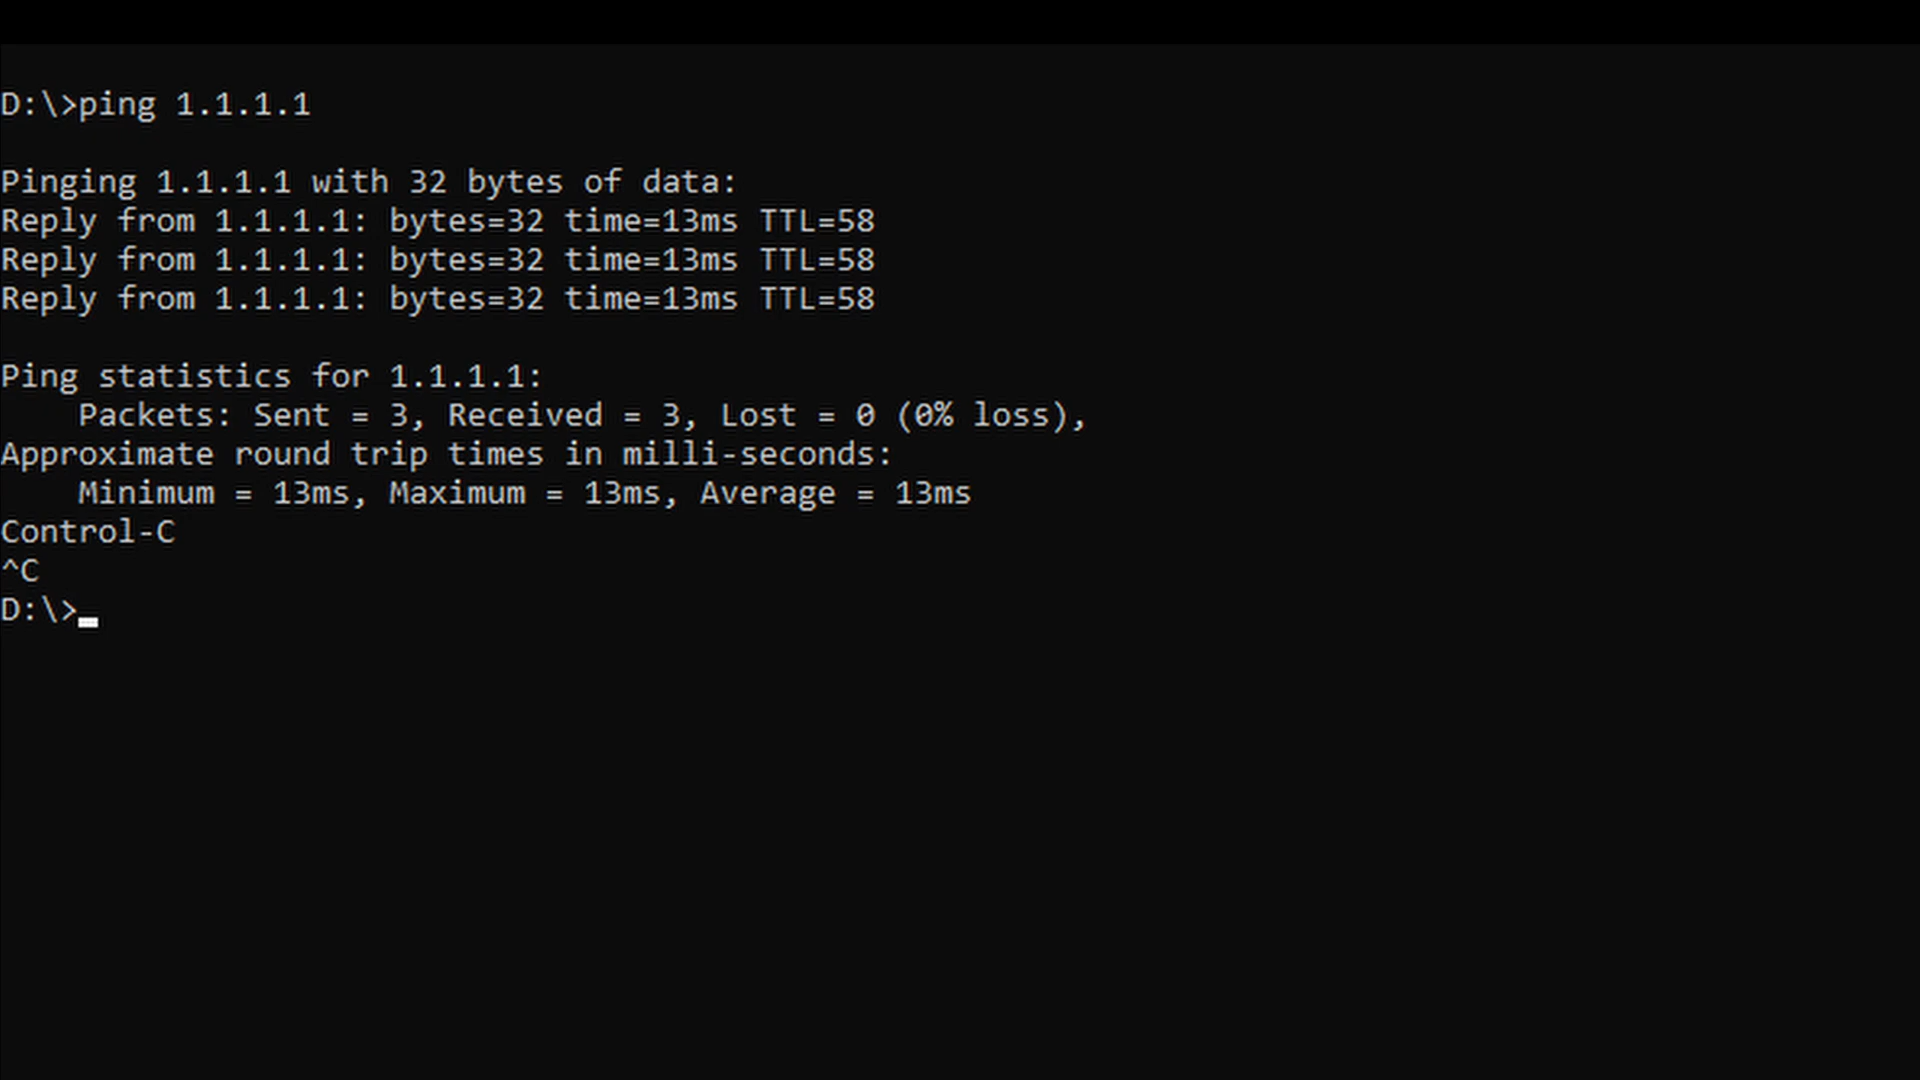 D:\>ping 1.1.1.1
Pinging 1.1.1.1 with 32 bytes of data:
Reply from 1.1.1.1: bytes=32 time=13ms TTL=58
Reply from 1.1.1.1: bytes=32 time=13ms TTL=58
Reply from 1.1.1.1: bytes=32 time=13ms TTL=58
Ping statistics for 1.1.1.1:
    Packets: Sent = 3, Received = 3, Lost = 0 (0% loss),
Approximate round trip times in milli-seconds:
    Minimum = 13ms, Maximum = 13ms, Average = 13ms
Control-C
^C
D:\>